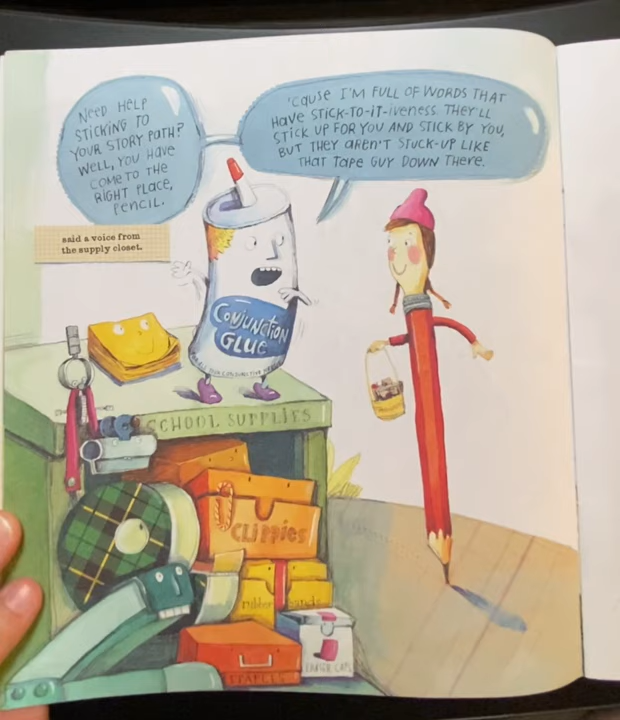 NEED HELP
STICKING TO
YOUR STORY PATH?
WELL, YOU HAVE
COME TO THE
RIGHT PLACE,
PENCIL.
'CAUSE I'M FULL OF WORDS THAT
HAVE STICK-TO-IT-IVENESS. THEY'LL
STICK UP FOR YOU AND STICK BY YOU,
BUT THEY AREN'T STUCK-UP LIKE
THAT TAPE GUY DOWN THERE.
said a voice from
the supply closet.
CONJUNCTION
GLUE
SCHOOL SUPPLIES
CLIPPIES
rubber bands
ERASER CAPS
STAPLES